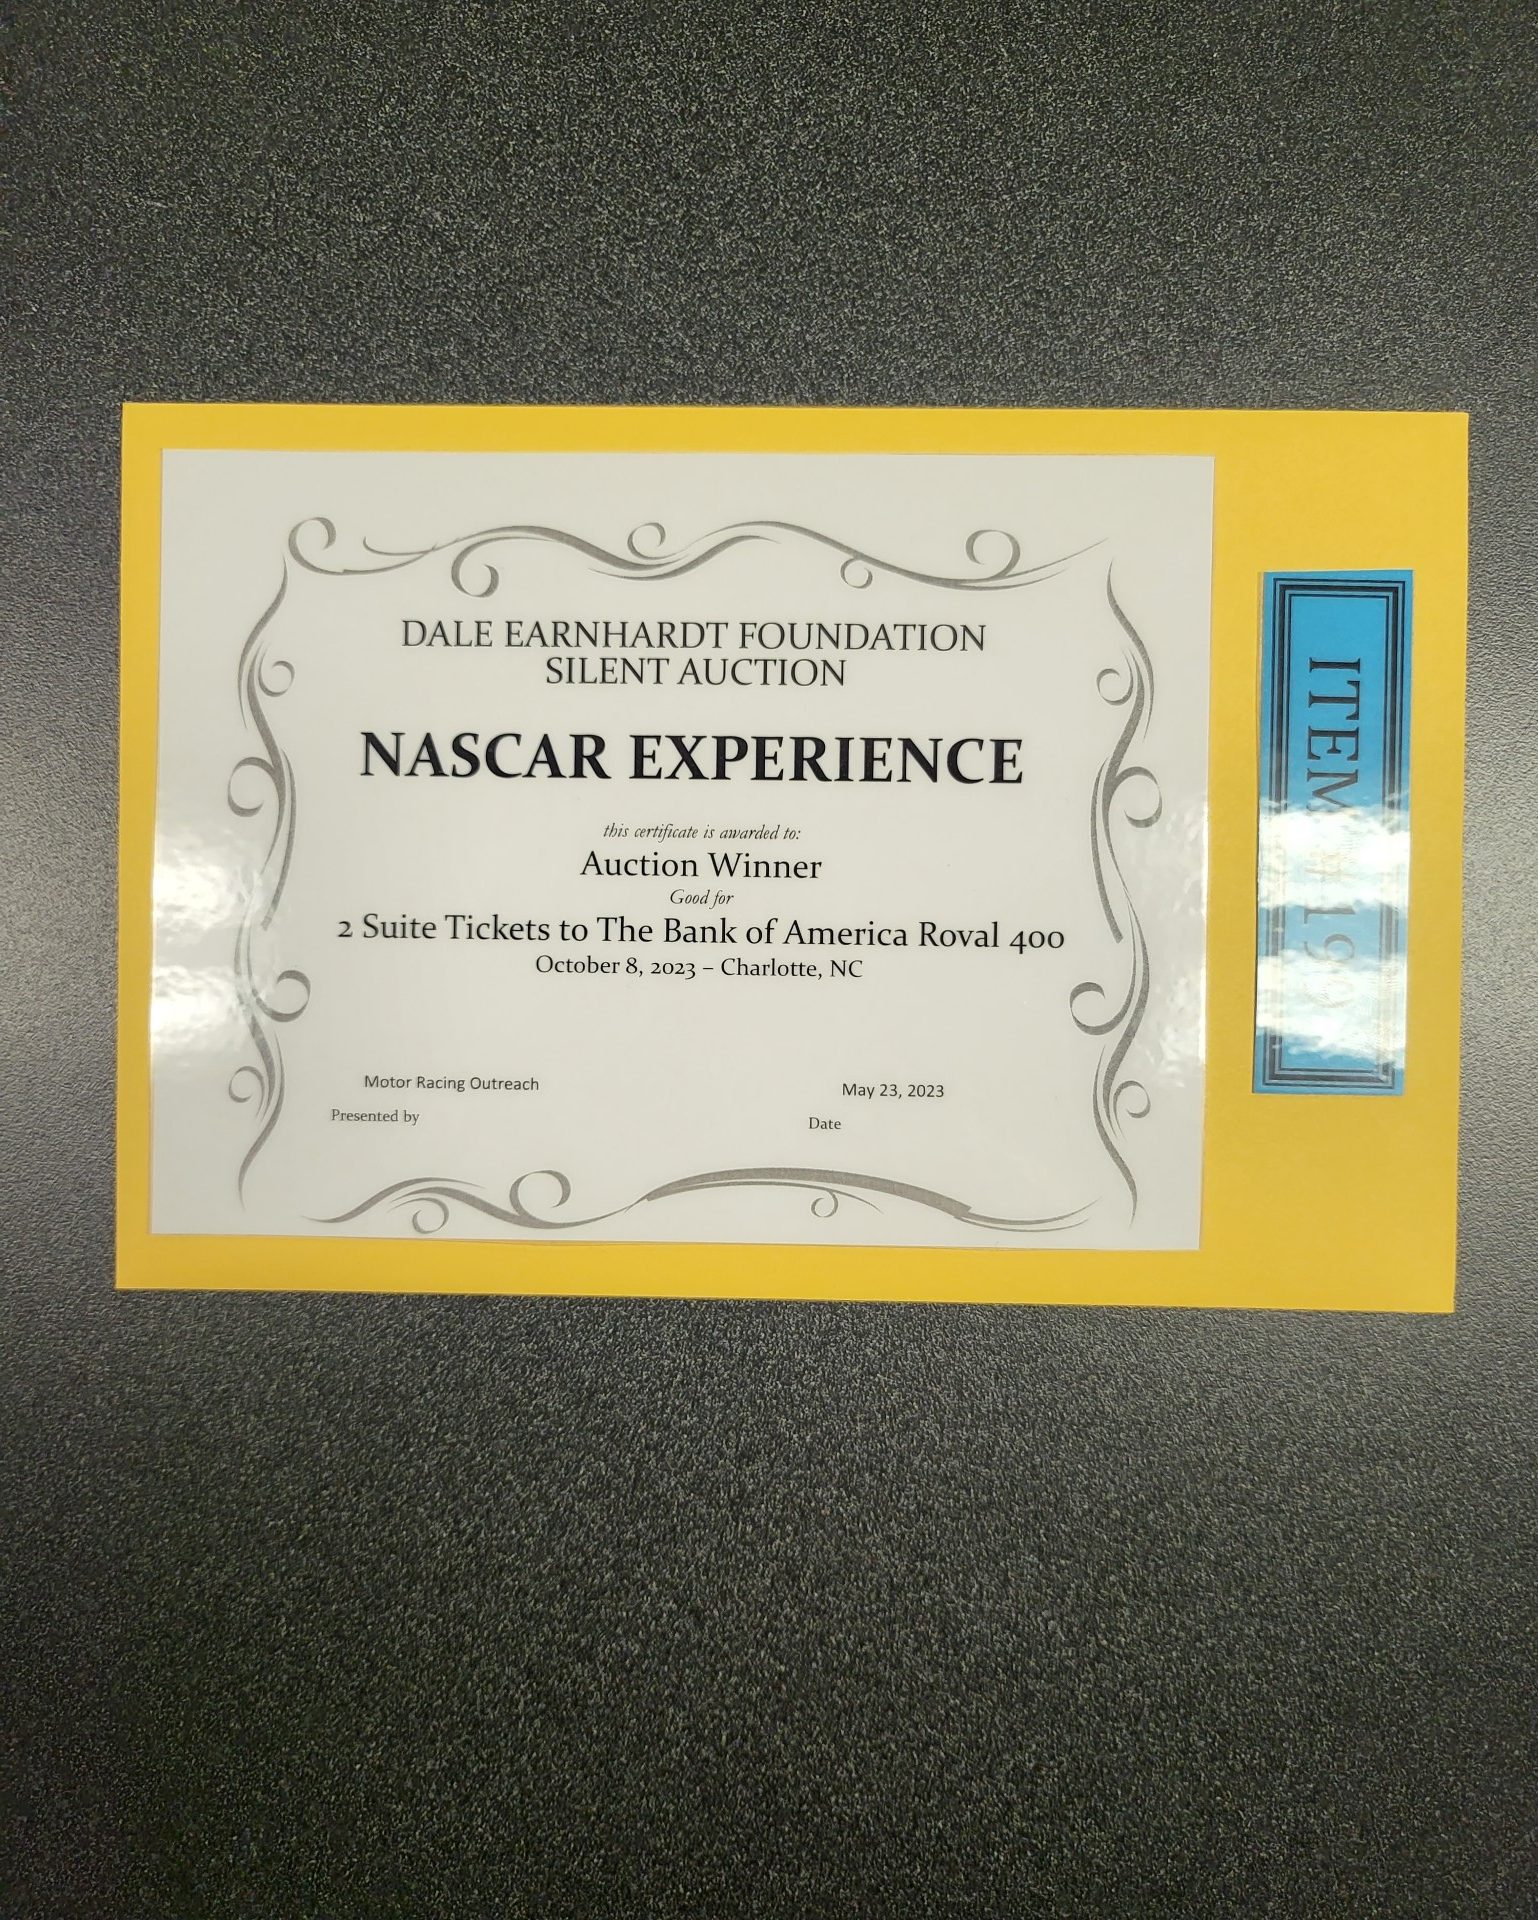 DALE EARNHARDT FOUNDATION
SILENT AUCTION
NASCAR EXPERIENCE
this certificate is awarded to:
Auction Winner
Good for
2 Suite Tickets to The Bank of America Roval 400
October 8, 2023 – Charlotte, NC
Motor Racing Outreach
May 23, 2023
Presented by
Date
ITEM #199